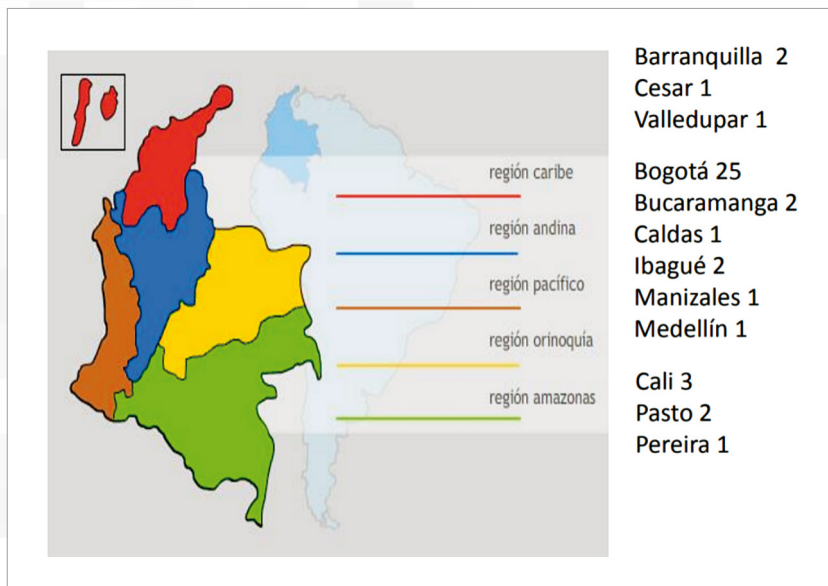 región caribe
región andina
región pacífico
región orinoquía
región amazonas
Barranquilla 2
Cesar 1
Valledupar 1
Bogotá 25
Bucaramanga 2
Caldas 1
Ibagué 2
Manizales 1
Medellín 1
Cali 3
Pasto 2
Pereira 1